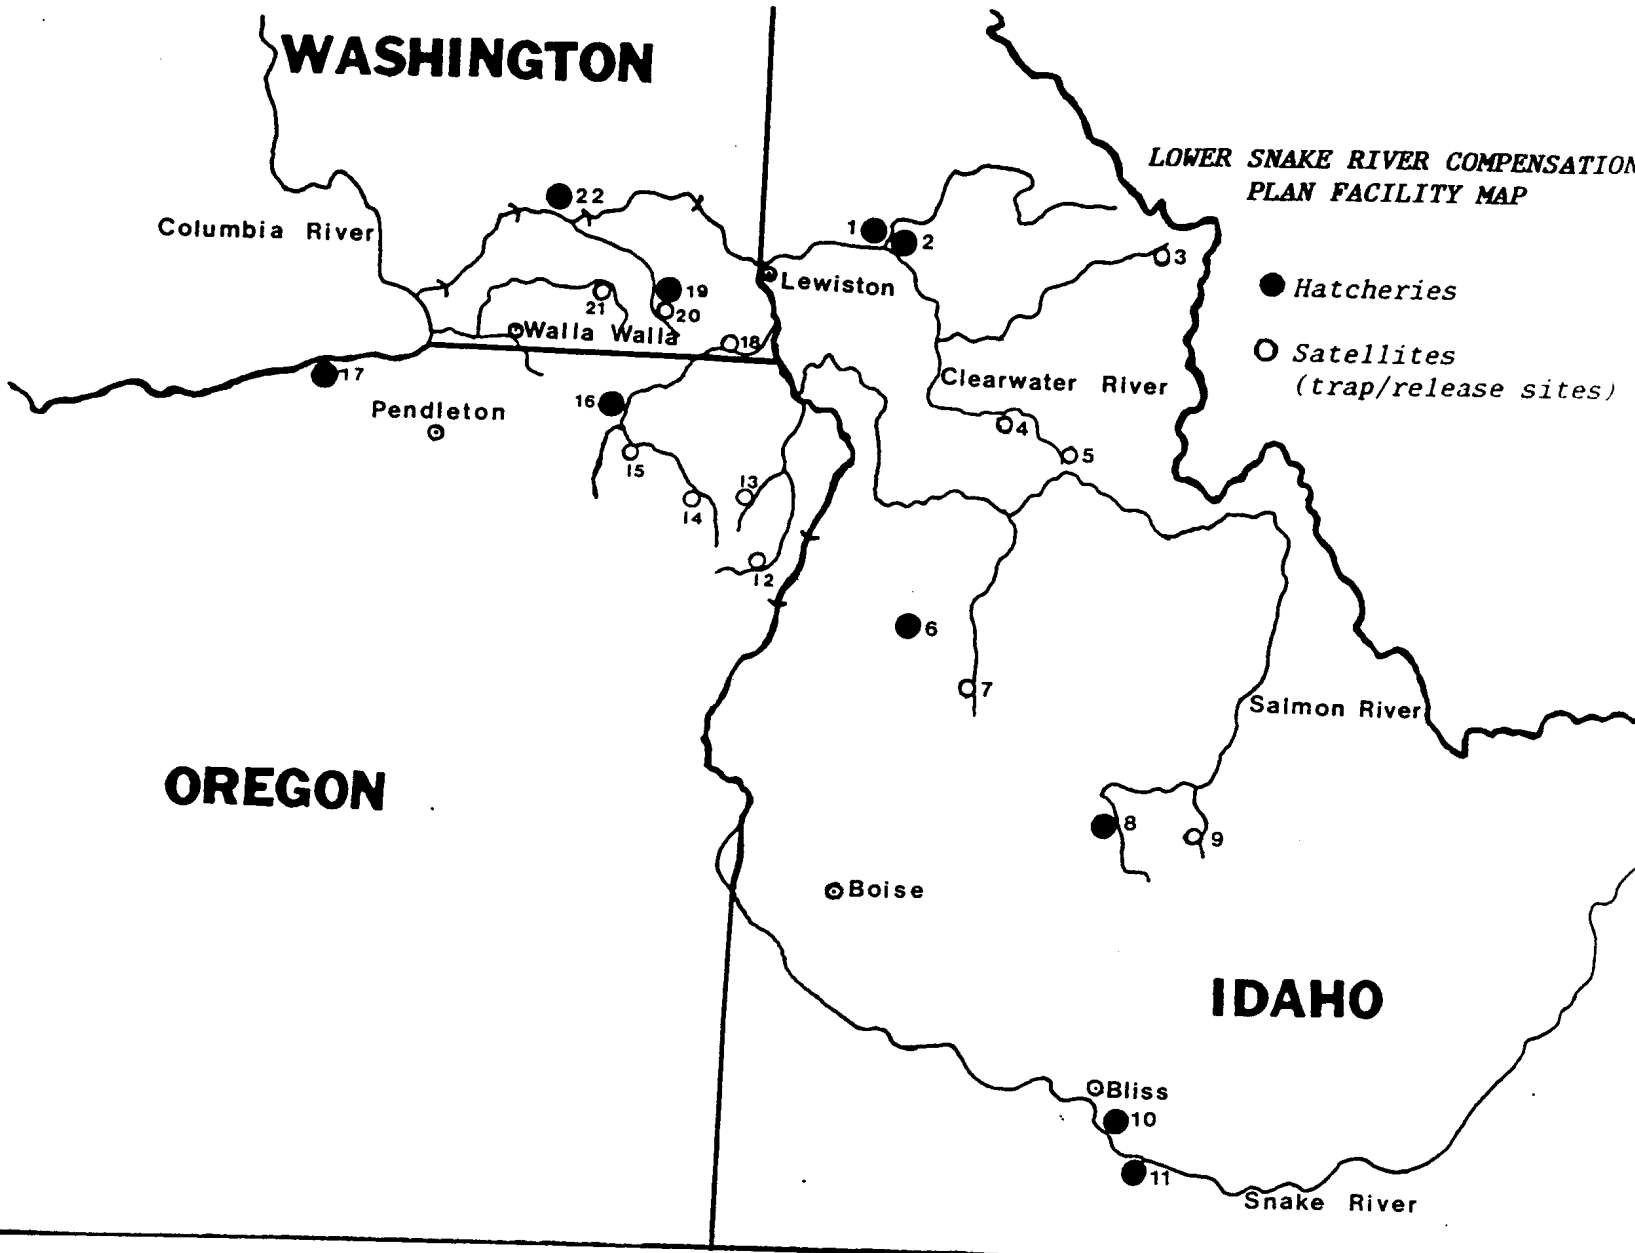 WASHINGTON
LOWER SNAKE RIVER COMPENSATION
PLAN FACILITY MAP
Columbia River
22
1
2
3
Lewiston
Hatcheries
19
21
20
Walla Walla
18
Satellites
(trap/release sites)
17
16
Pendleton
Clearwater River
4
5
15
13
14
12
6
7
Salmon River
OREGON
8
9
Boise
IDAHO
Bliss
10
11
Snake River